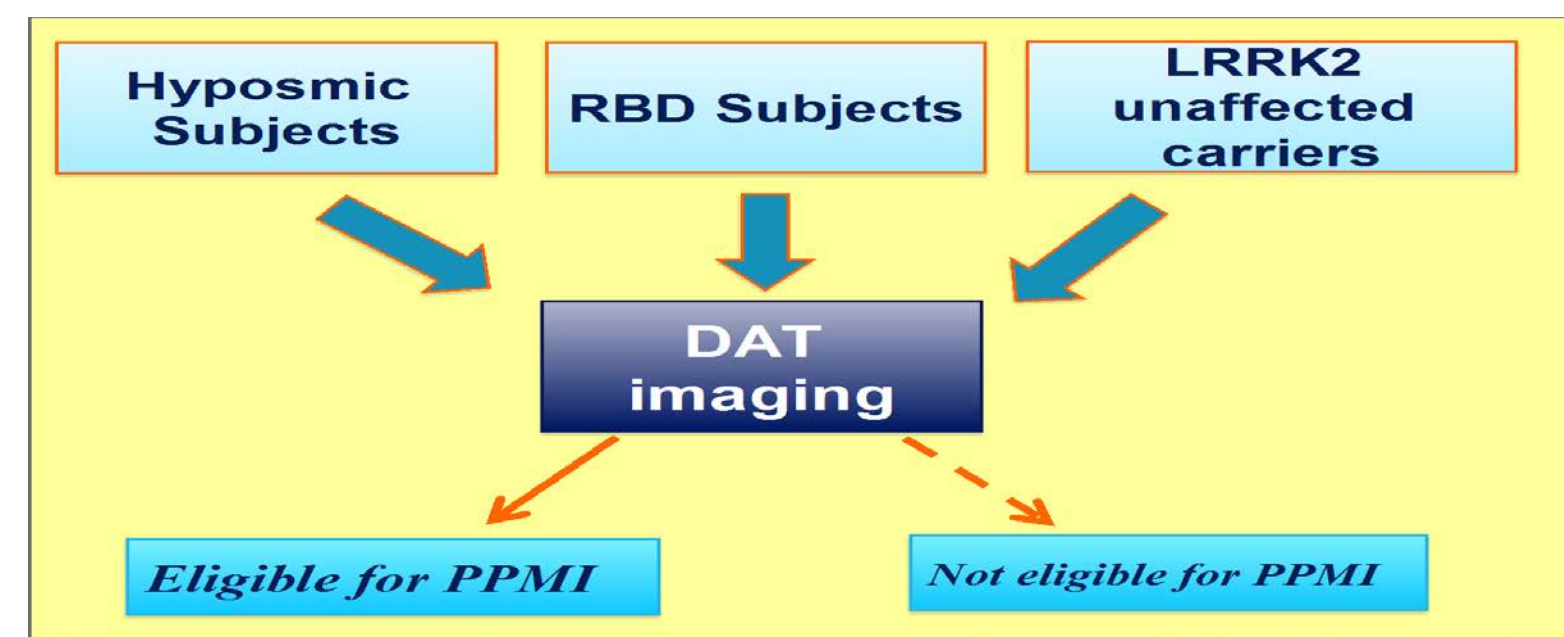 Hyposmic
Subjects
RBD Subjects
LRRK2
unaffected
carriers
DAT
imaging
Eligible for PPMI
Not eligible for PPMI